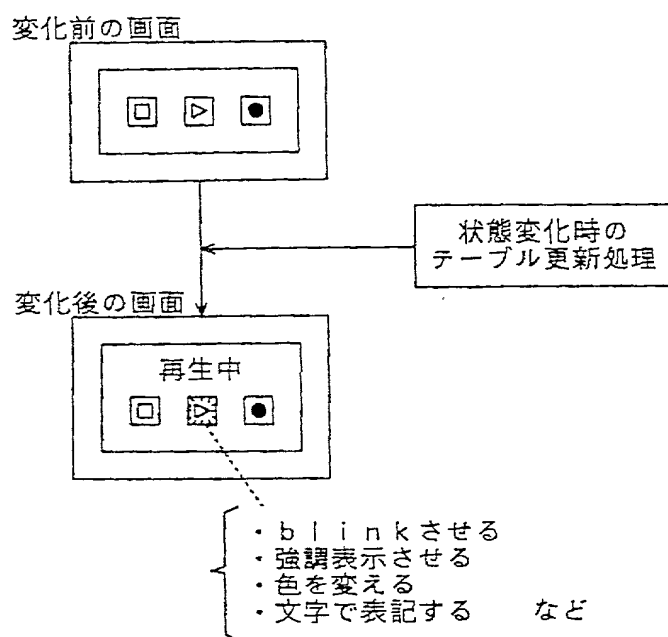 変化前の画面
状態変化時の
テーブル更新処理
変化後の画面
再生中
・blinkさせる
・強調表示させる
・色を変える
・文字で表記する　など